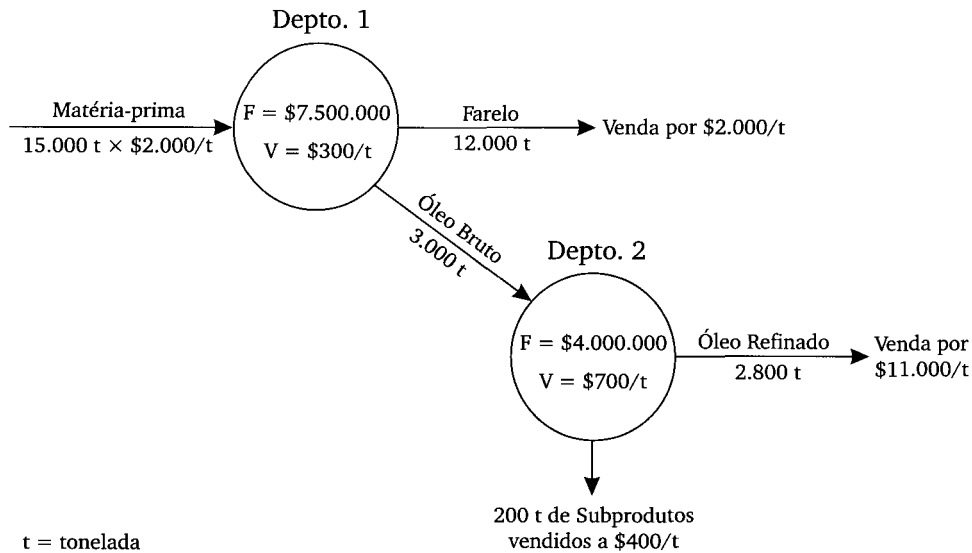 Depto. 1
Matéria-prima
15.000 t × $2.000/t
F = $7.500.000
V = $300/t
Farelo
12.000 t
Venda por $2.000/t
Óleo Bruto
3.000 t
Depto. 2
F = $4.000.000
V = $700/t
Óleo Refinado
2.800 t
Venda por
$11.000/t
200 t de Subprodutos
vendidos a $400/t
t = tonelada